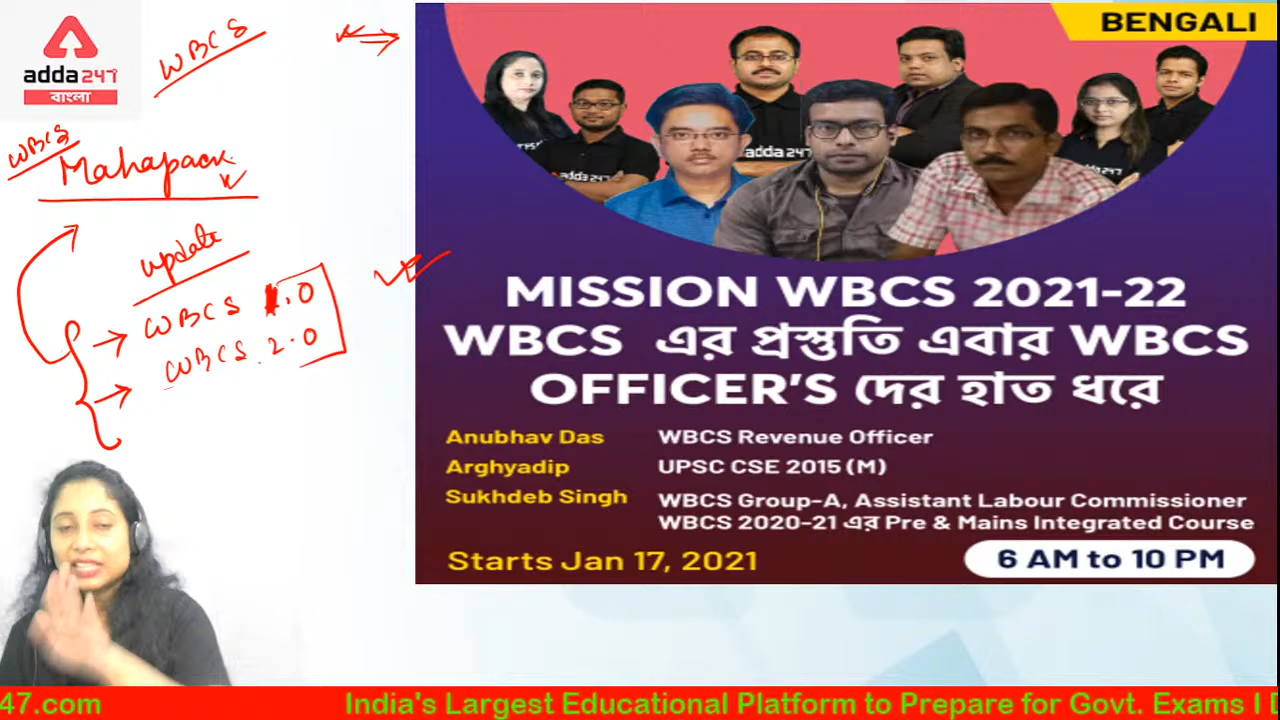 adda247
বাংলা
WBCS
WBCS
Mahapack
update
WBCS 1.0
WBCS 2.0
BENGALI
adda247
adda247
adda247
MISSION WBCS 2021-22
WBCS এর প্রস্তুতি এবার WBCS
OFFICER'S দের হাত ধরে
Anubhav Das WBCS Revenue Officer
Arghyadip UPSC CSE 2015 (M)
Sukhdeb Singh WBCS Group-A, Assistant Labour Commissioner
WBCS 2020-21 এর Pre & Mains Integrated Course
Starts Jan 17, 2021
6 AM to 10 PM
47.com India's Largest Educational Platform to Prepare for Govt. Exams I